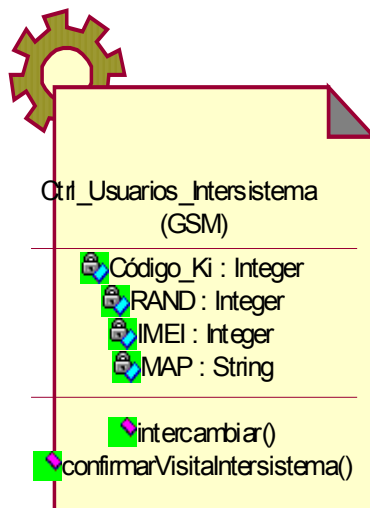 Ctrl_Usuarios_Intersistema
(GSM)
Código_Ki : Integer
RAND : Integer
IMEI : Integer
MAP : String
intercambiar()
confirmarVisitaIntersistema()